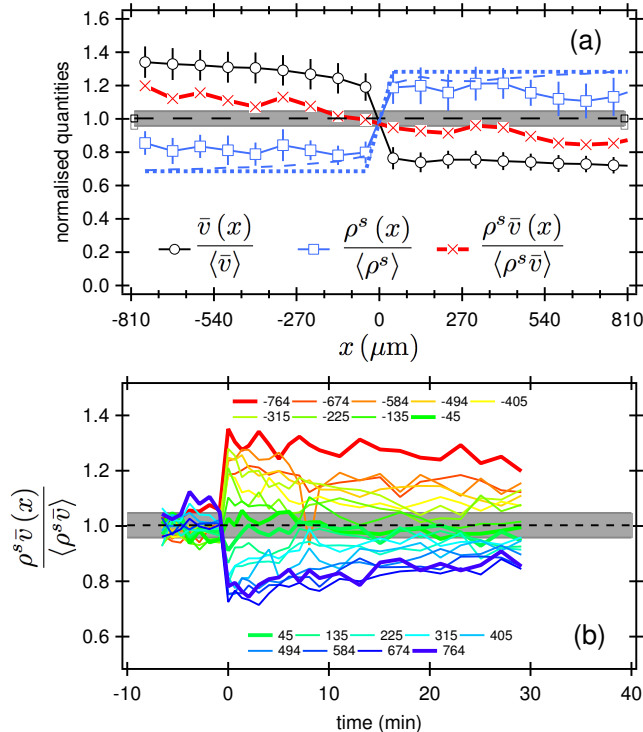 (a)
normalised quantities
1.6
1.4
1.2
1.0
0.8
0.6
0.4
0.2
0.0
v̄ (x) / ⟨v̄⟩ ρˢ (x) / ⟨ρˢ⟩ ρˢv̄ (x) / ⟨ρˢv̄⟩
-810 -540 -270 0 270 540 810
x (μm)
-764 -674 -584 -494 -405
-315 -225 -135 -45
ρˢv̄ (x) / ⟨ρˢv̄⟩
1.4
1.2
1.0
0.8
0.6
45 135 225 315 405
494 584 674 764
(b)
-10 0 10 20 30 40
time (min)